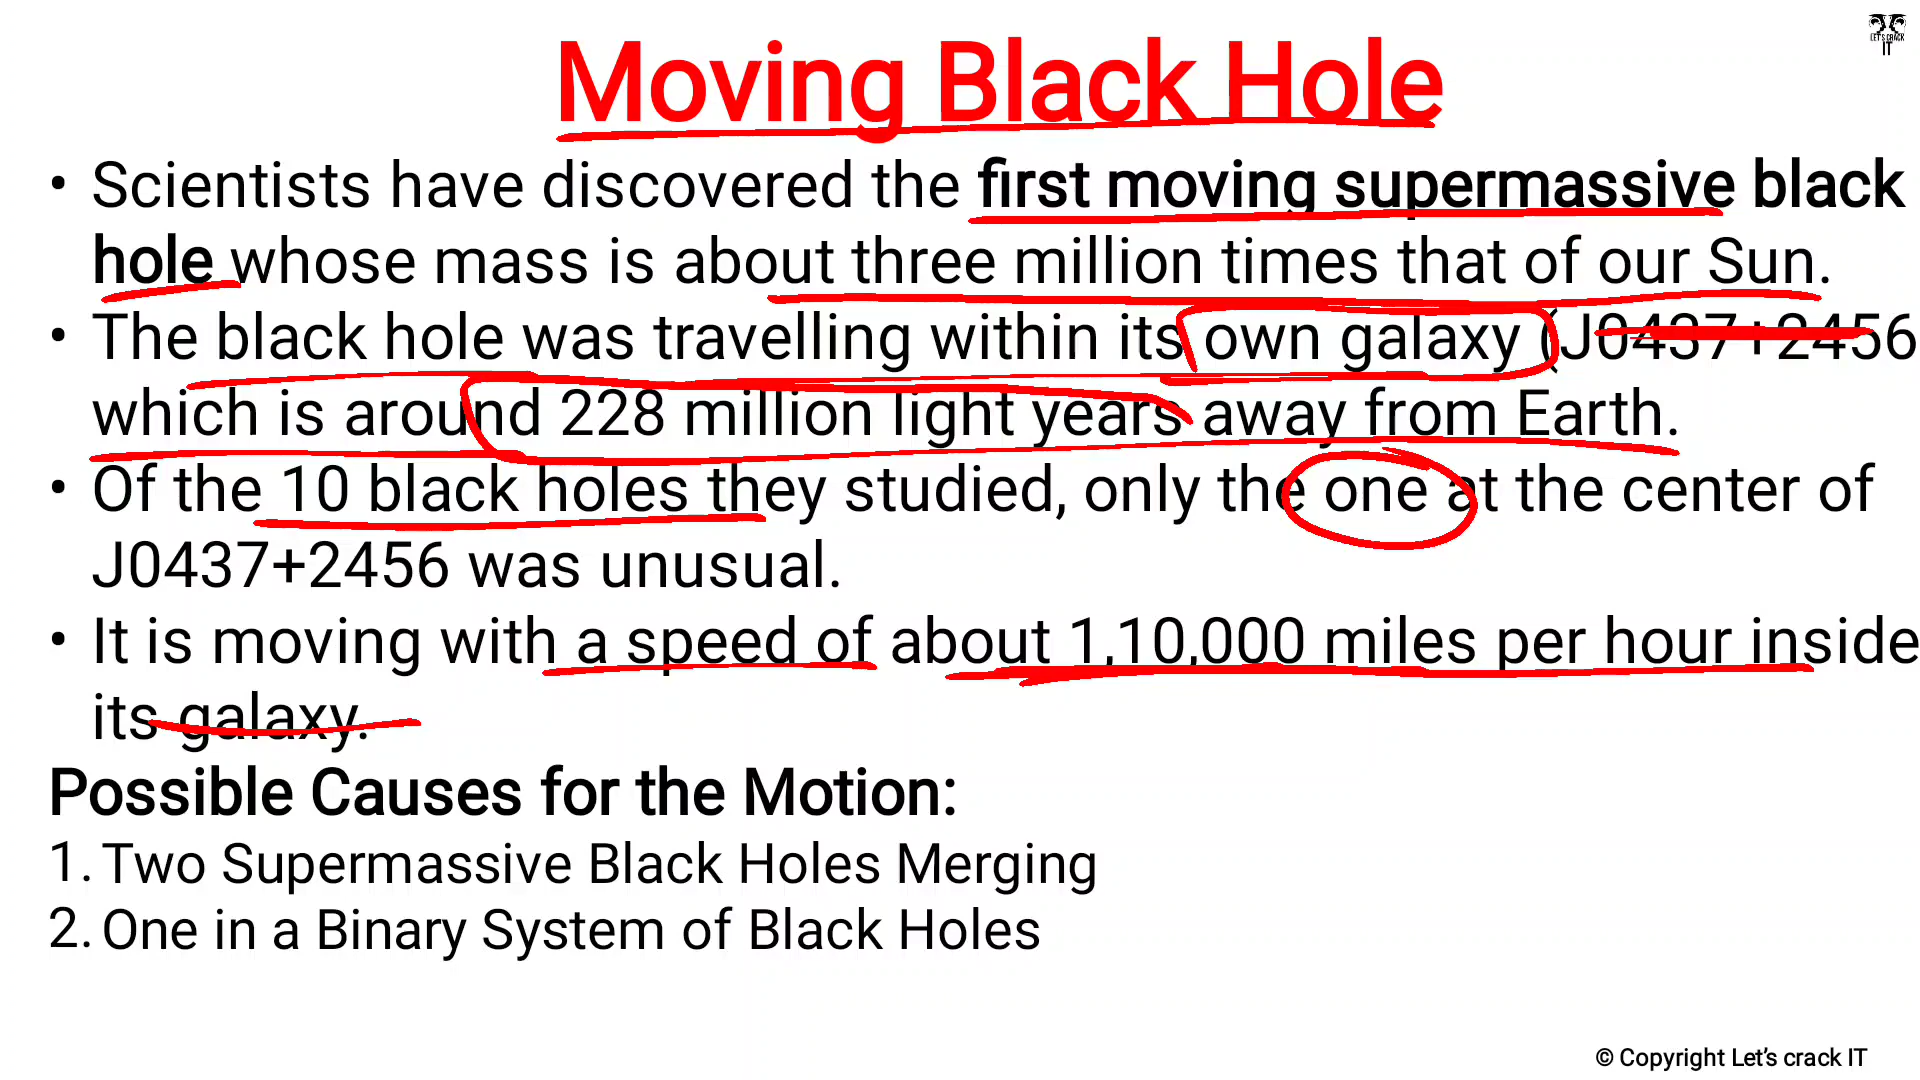 LET'S CRACK
IT
Moving Black Hole
• Scientists have discovered the first moving supermassive black
hole whose mass is about three million times that of our Sun.
• The black hole was travelling within its own galaxy (J0437+2456
which is around 228 million light years away from Earth.
• Of the 10 black holes they studied, only the one at the center of
J0437+2456 was unusual.
• It is moving with a speed of about 1,10,000 miles per hour inside
its galaxy.
Possible Causes for the Motion:
1. Two Supermassive Black Holes Merging
2. One in a Binary System of Black Holes
© Copyright Let's crack IT